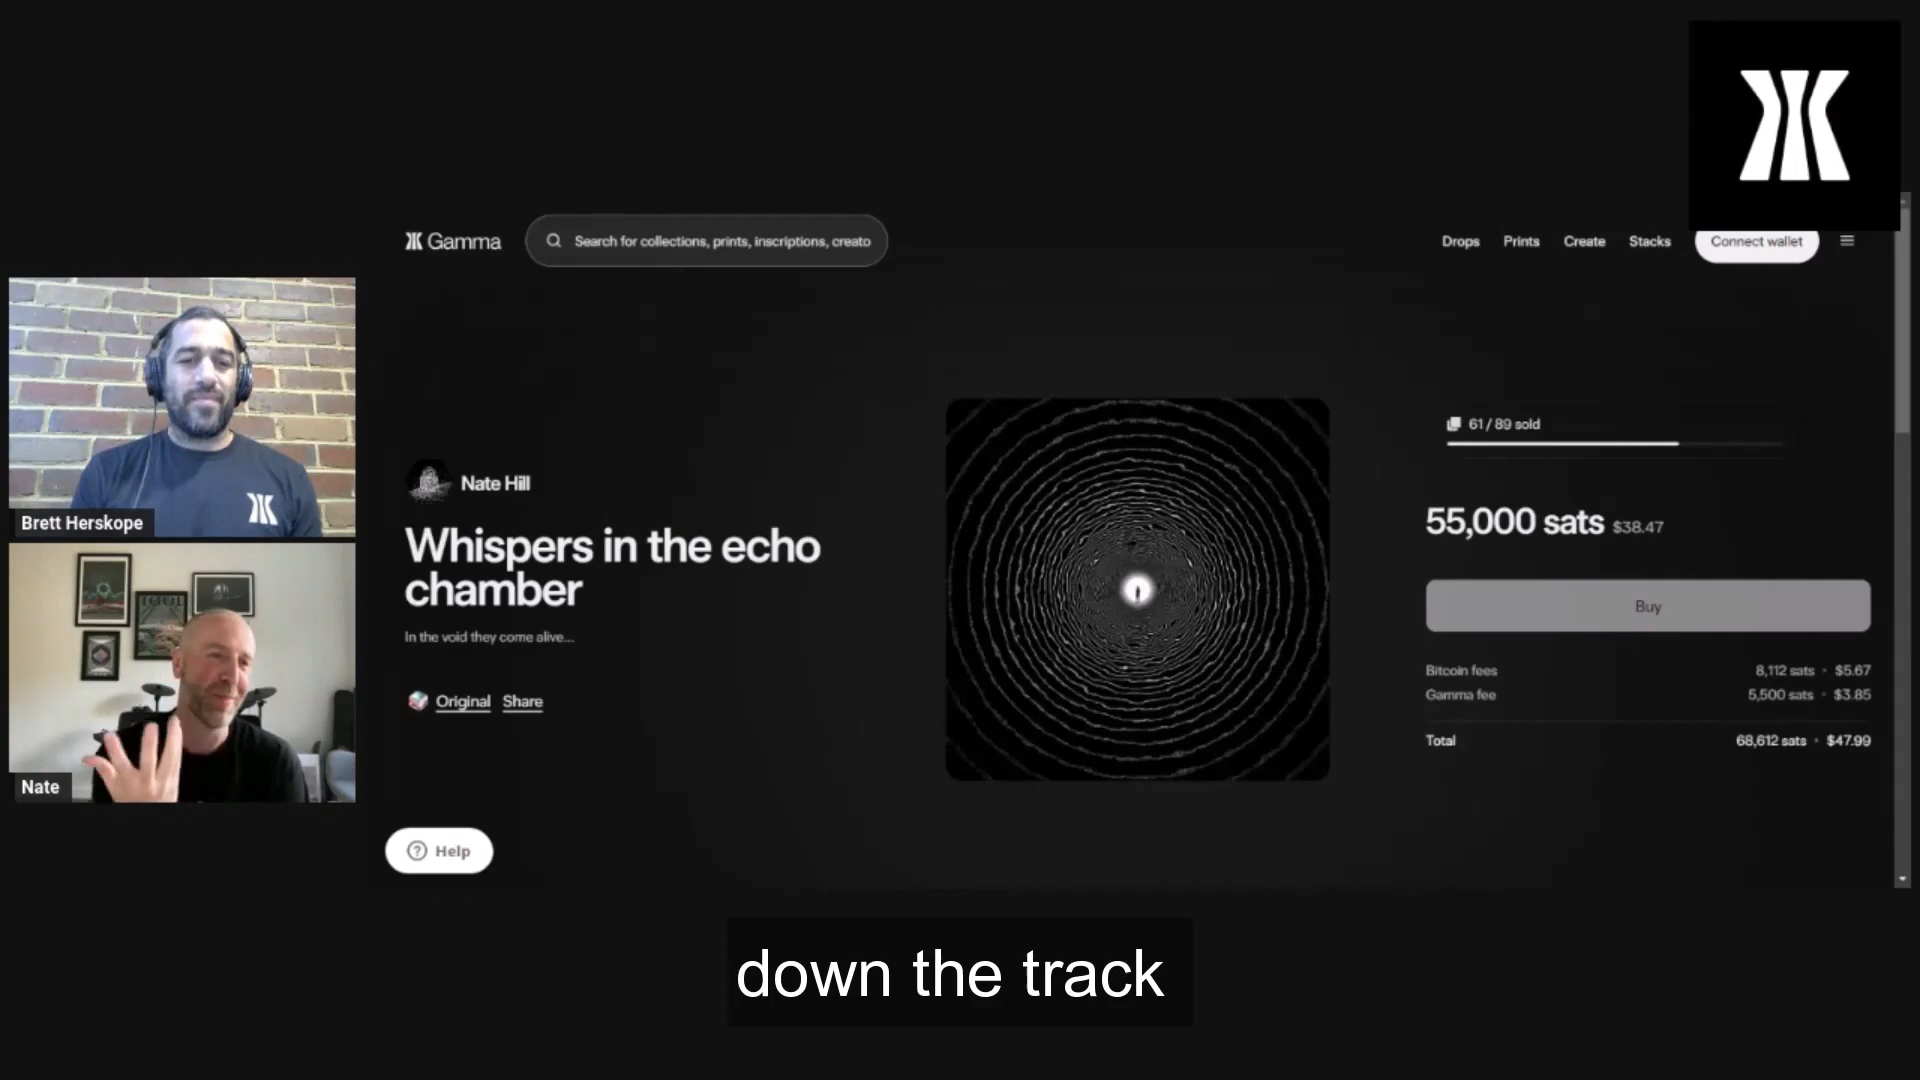 Gamma
Search for collections, prints, inscriptions, creato
Drops
Prints
Create
Stacks
Connect wallet
Brett Herskope
TOOL
Nate
Nate Hill
Whispers in the echo
chamber
In the void they come alive...
Original
Share
61 / 89 sold
55,000 sats $38.47
Buy
Bitcoin fees 8,112 sats • $5.67
Gamma fee 5,500 sats • $3.85
Total 68,612 sats • $47.99
? Help
down the track